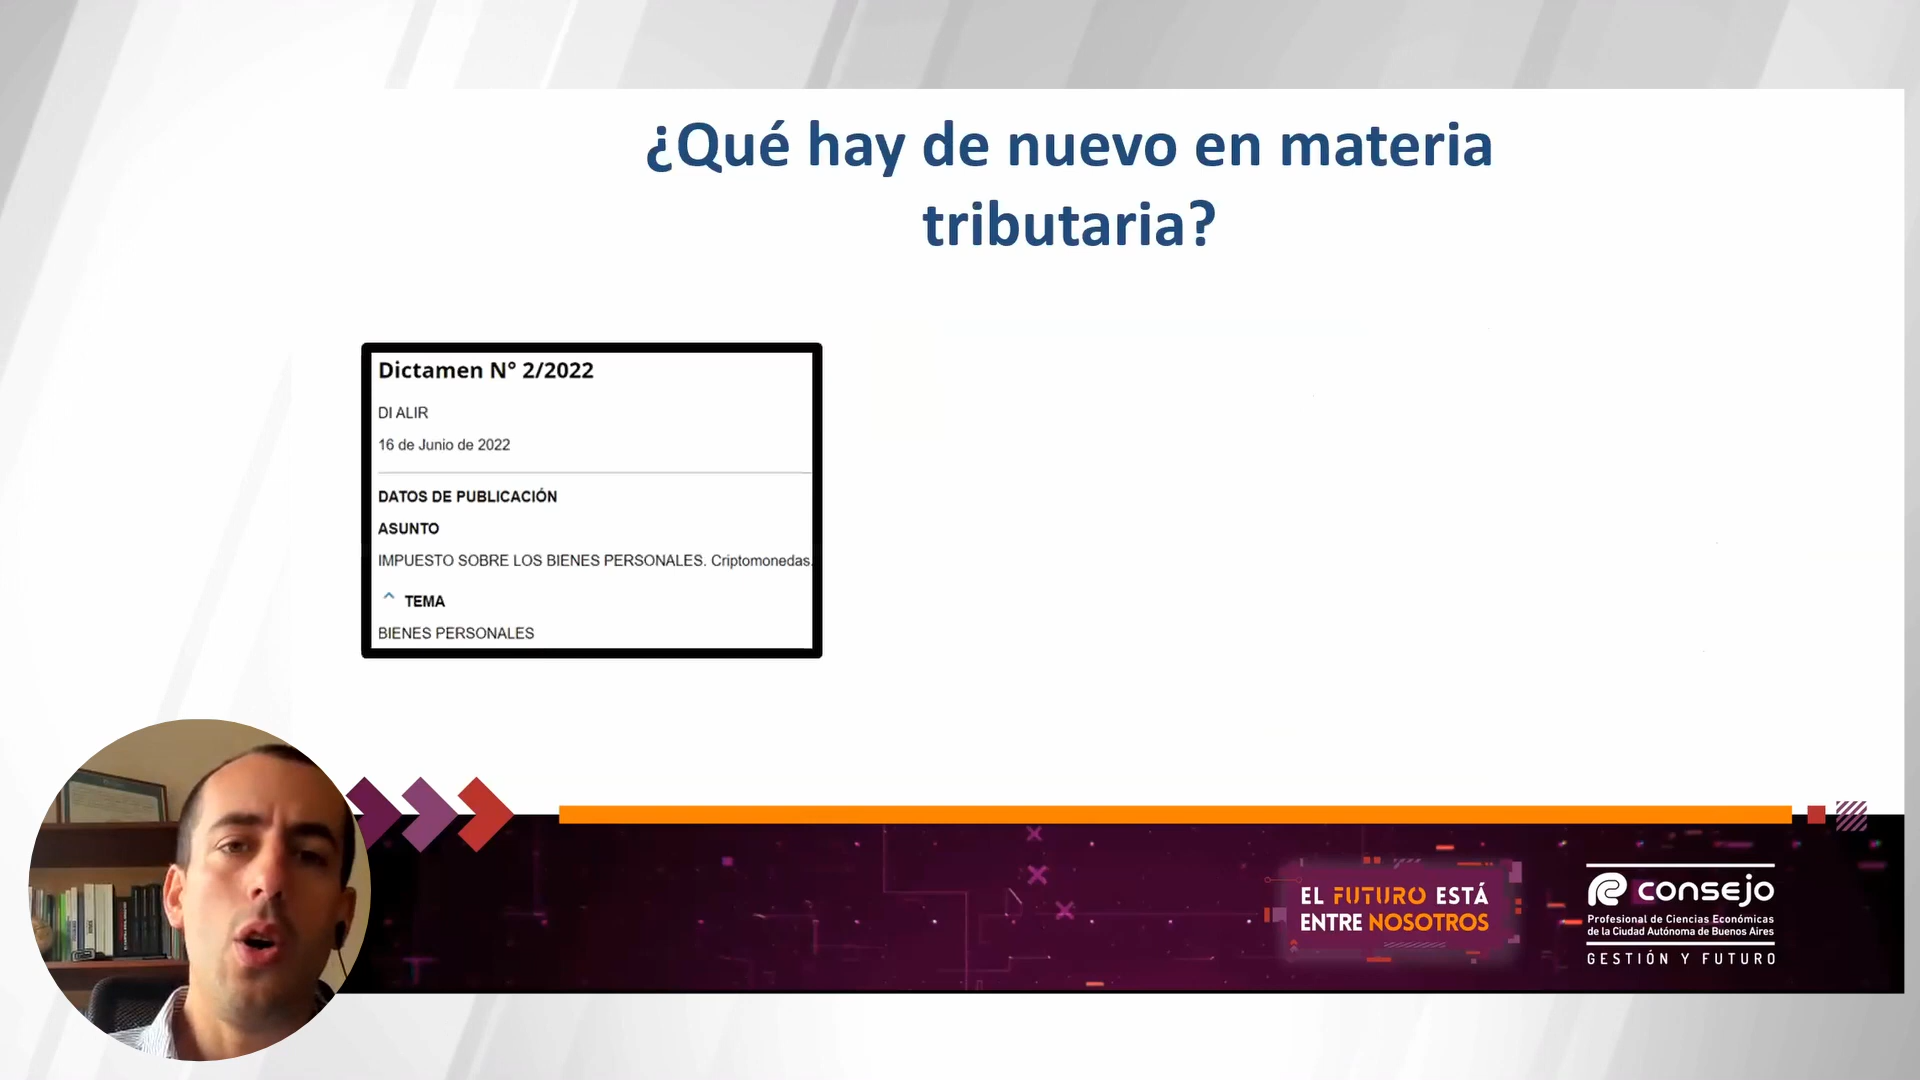 ¿Qué hay de nuevo en materia
tributaria?
Dictamen N° 2/2022
DI ALIR
16 de Junio de 2022
DATOS DE PUBLICACIÓN
ASUNTO
IMPUESTO SOBRE LOS BIENES PERSONALES. Criptomonedas.
TEMA
BIENES PERSONALES
EL FUTURO ESTÁ
ENTRE NOSOTROS
consejo
Profesional de Ciencias Económicas
de la Ciudad Autónoma de Buenos Aires
GESTIÓN Y FUTURO